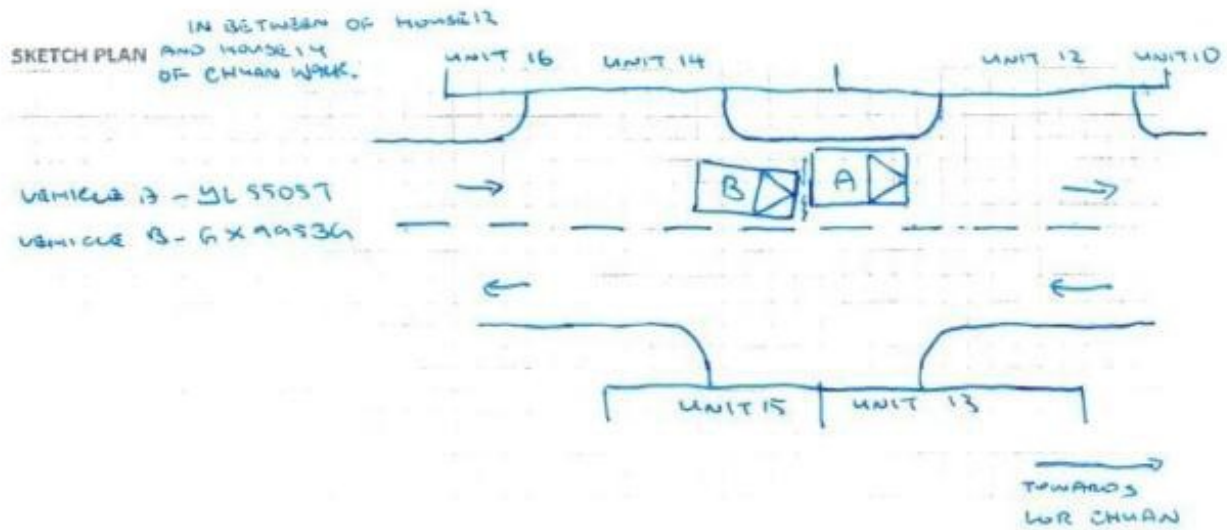 IN BETWEEN OF HOUSE 12
SKETCH PLAN AND HOUSE 14
OF CHUAN WALK.
UNIT 16 UNIT 14 UNIT 12 UNIT 10
B A
VEHICLE
VEHICLE B -
UNIT 15 UNIT 13
TOWARDS
LOR CHUAN